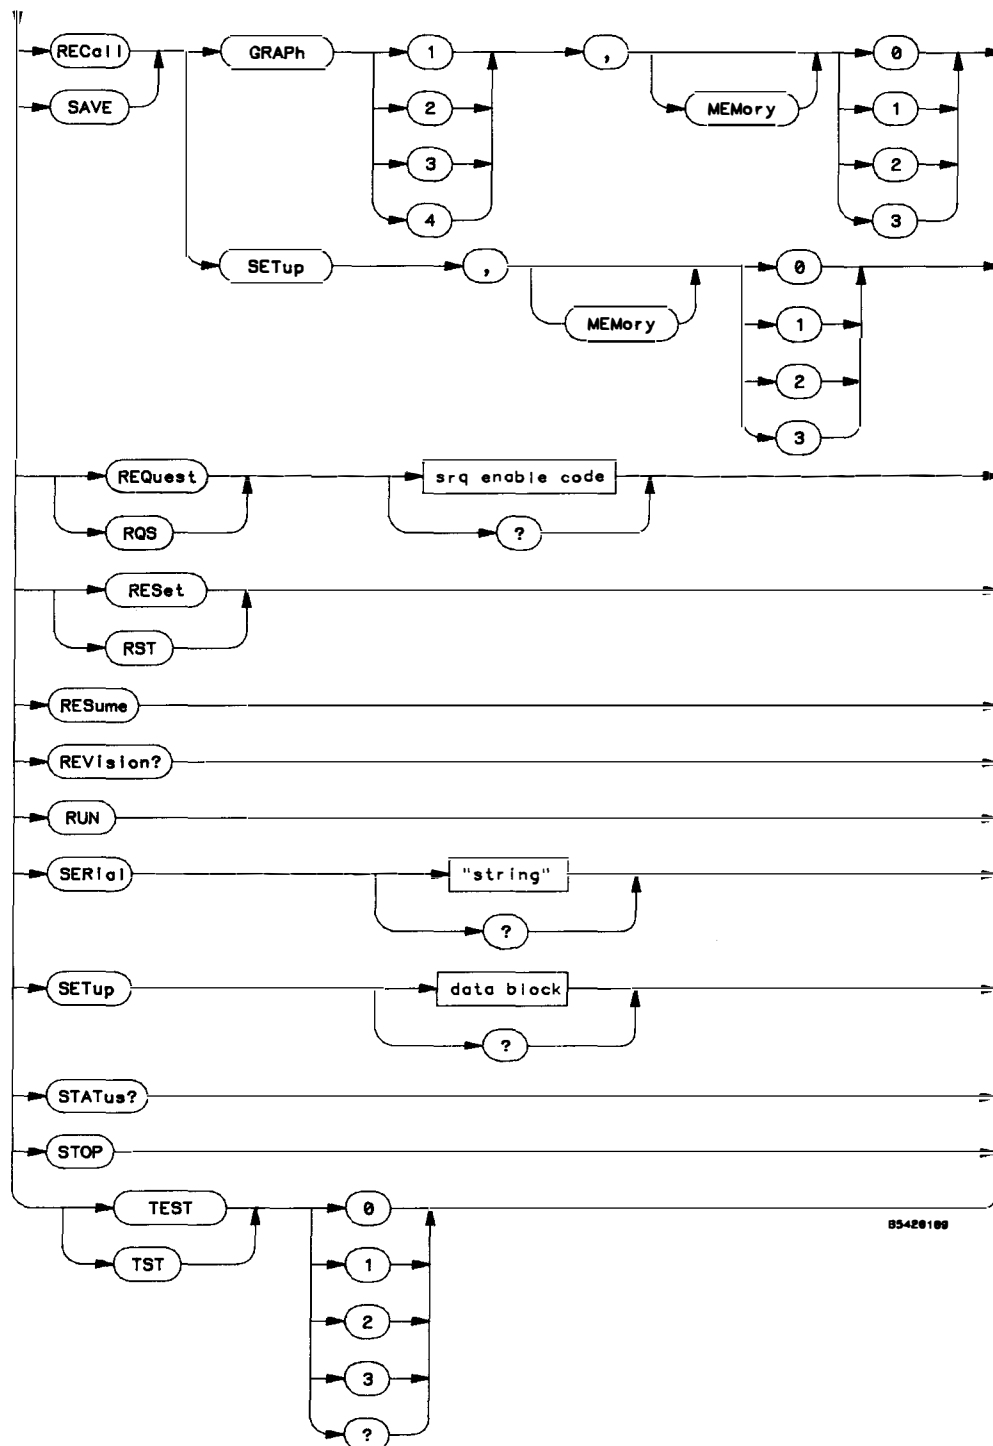 RECall GRAPh 1 , 0
SAVE 2 MEMory 1
3 2
4 3
SETup , 0
MEMory 1
2
3
REQuest srq enable code
RQS ?
RESet
RST
RESume
REVision?
RUN
SERial "string"
?
SETup data block
?
STATus?
STOP
TEST 0
85420109
TST 1
2
3
?